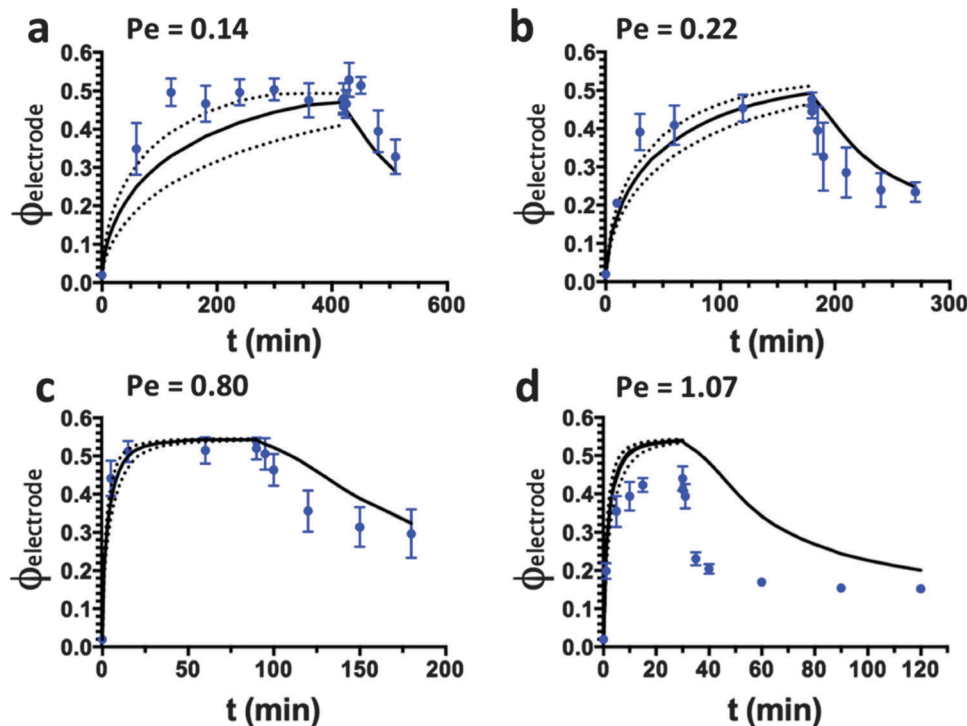 a Pe = 0.14
0.6
0.5
0.4
0.3
0.2
0.1
0.0
ϕelectrode
0 200 400 600
t (min)
b Pe = 0.22
0.6
0.5
0.4
0.3
0.2
0.1
0.0
ϕelectrode
0 100 200 300
t (min)
c Pe = 0.80
0.6
0.5
0.4
0.3
0.2
0.1
0.0
ϕelectrode
0 50 100 150 200
t (min)
d Pe = 1.07
0.6
0.5
0.4
0.3
0.2
0.1
0.0
ϕelectrode
0 20 40 60 80 100 120
t (min)